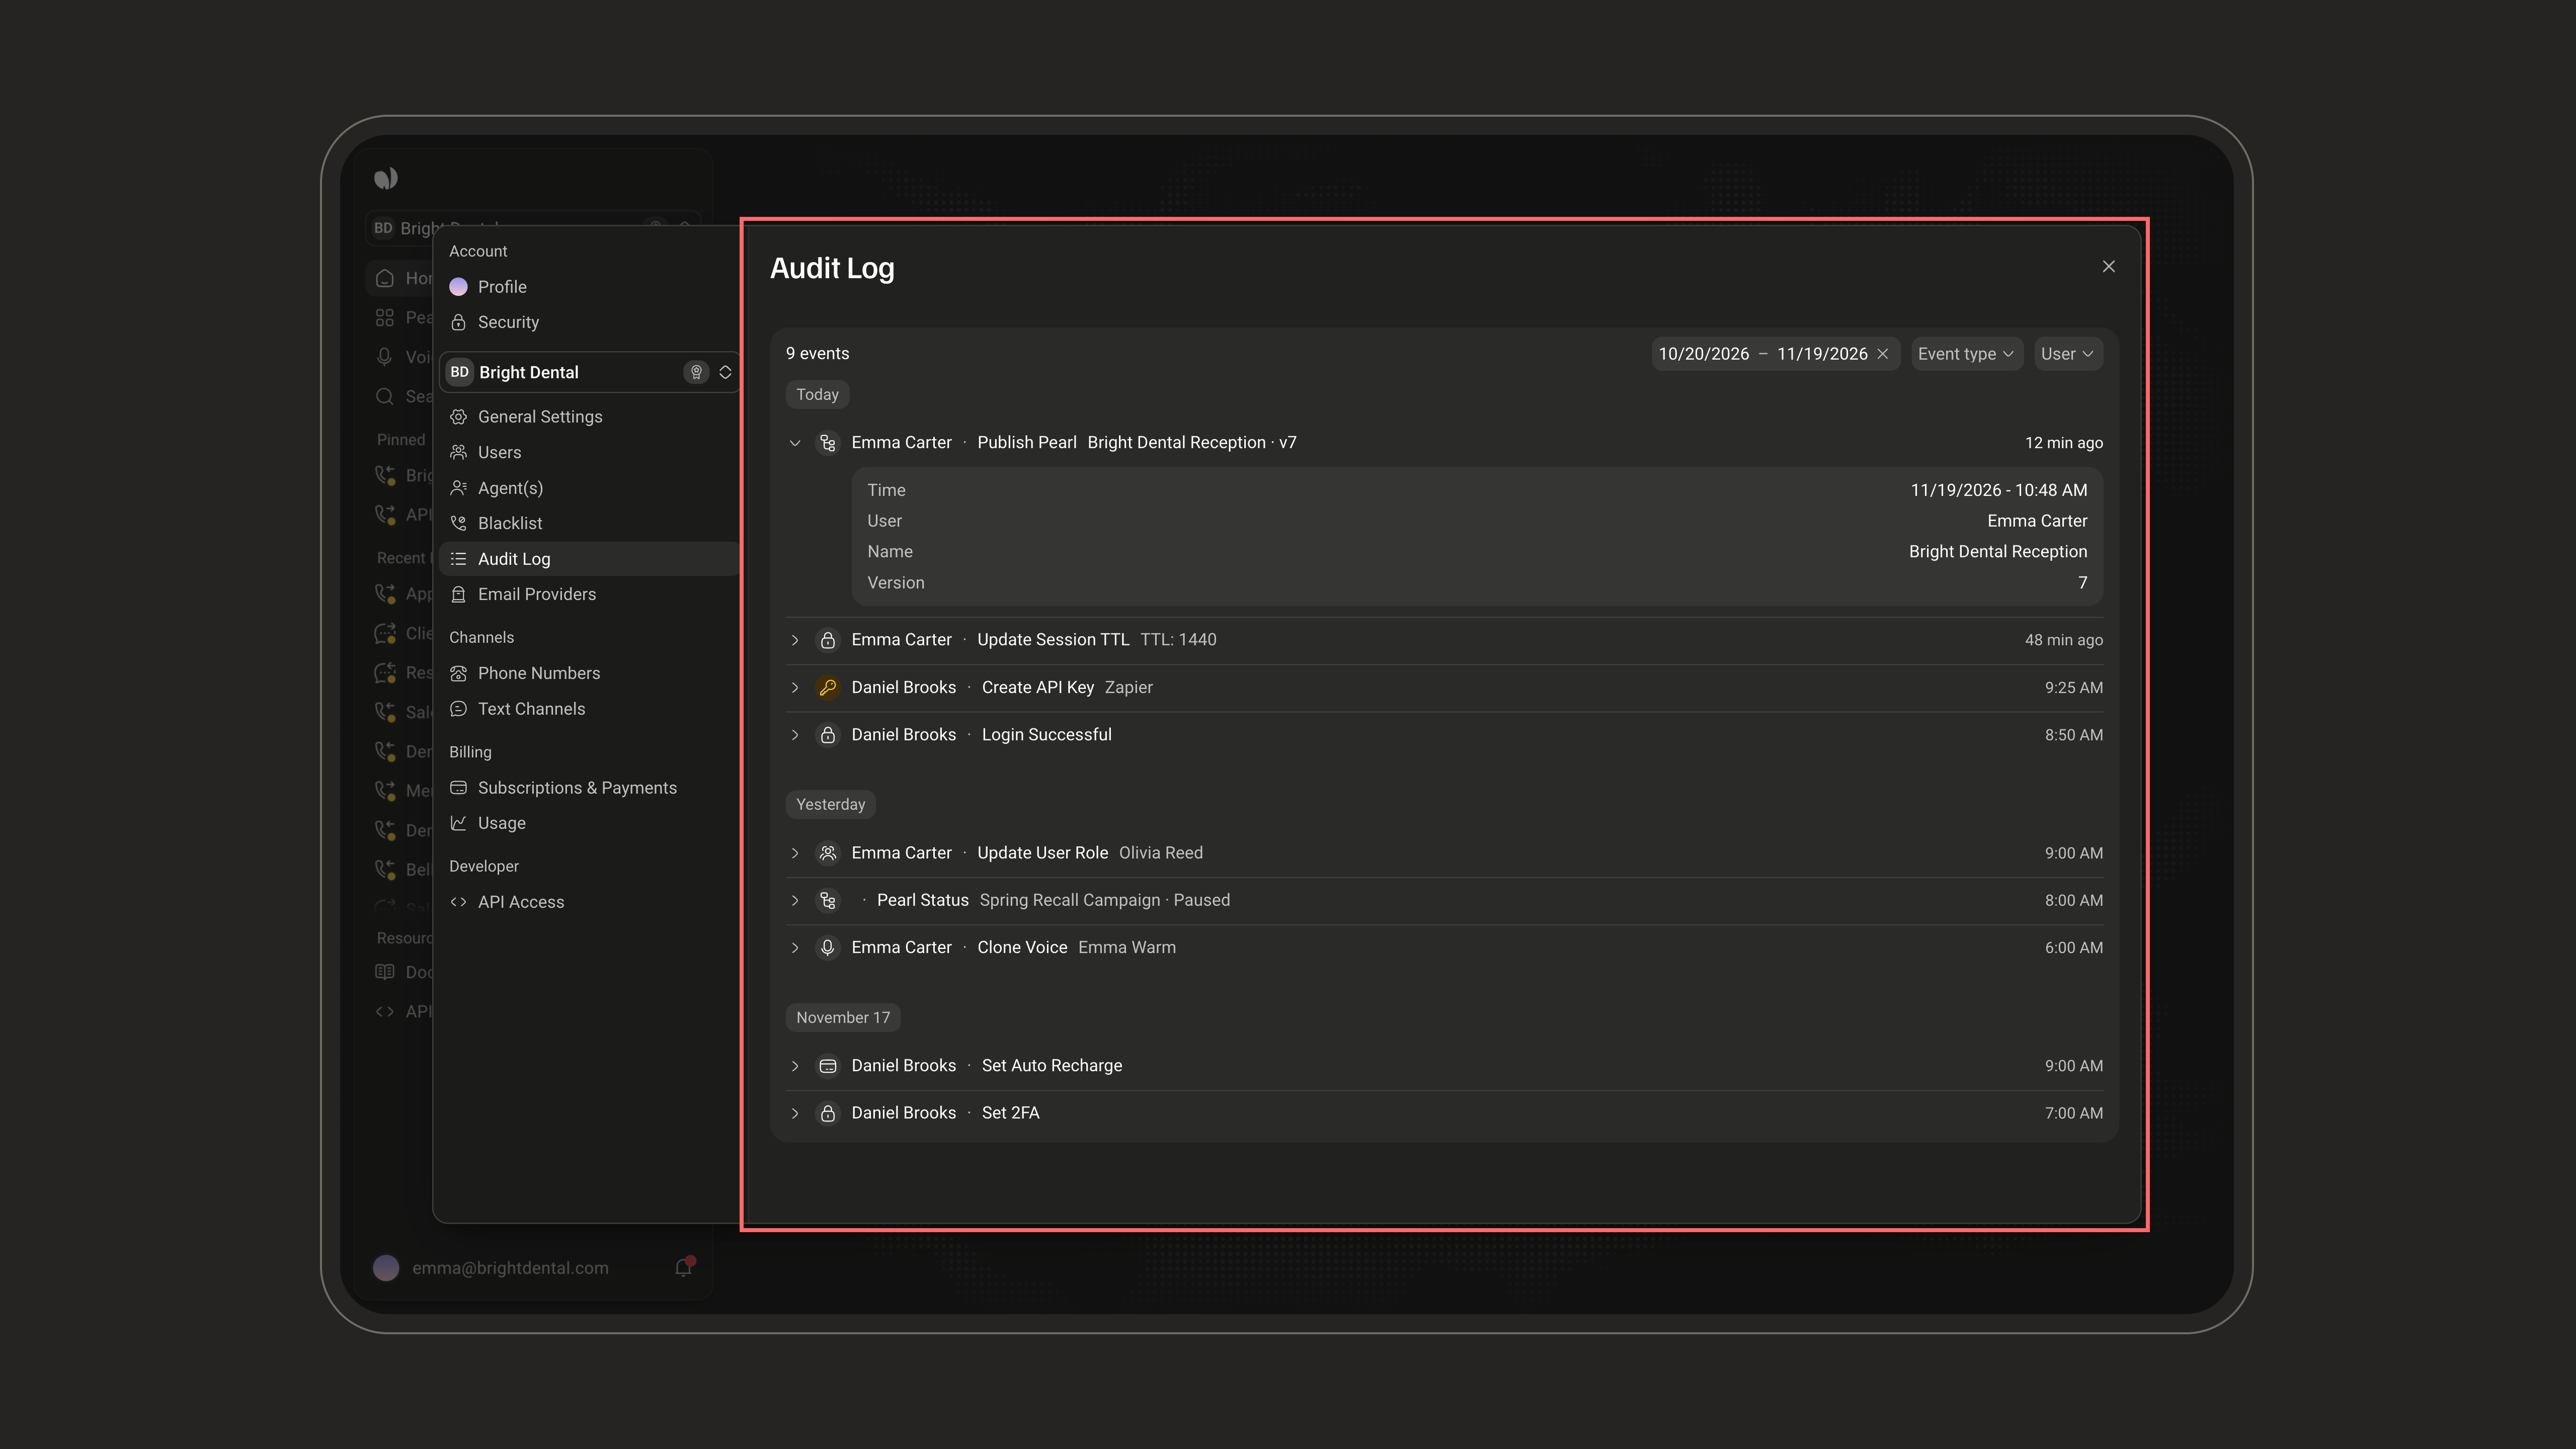 BD Bright Dental
Pinned
API
Resourc
API
emma@brightdental.com
Account
Profile
Security
BD Bright Dental
General Settings
Users
Agent(s)
Blacklist
Audit Log
Email Providers
Channels
Phone Numbers
Text Channels
Billing
Subscriptions & Payments
Usage
Developer
API Access
Audit Log
9 events
10/20/2026 – 11/19/2026
Event type
User
Today
Emma Carter · Publish Pearl Bright Dental Reception · v7 12 min ago
Time 11/19/2026 - 10:48 AM
User Emma Carter
Name Bright Dental Reception
Version 7
Emma Carter · Update Session TTL TTL: 1440 48 min ago
Daniel Brooks · Create API Key Zapier 9:25 AM
Daniel Brooks · Login Successful 8:50 AM
Yesterday
Emma Carter · Update User Role Olivia Reed 9:00 AM
· Pearl Status Spring Recall Campaign · Paused 8:00 AM
Emma Carter · Clone Voice Emma Warm 6:00 AM
November 17
Daniel Brooks · Set Auto Recharge 9:00 AM
Daniel Brooks · Set 2FA 7:00 AM